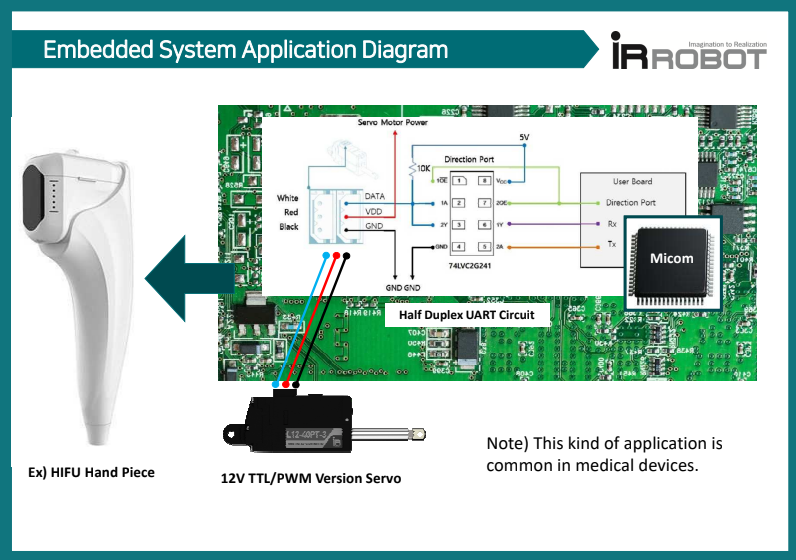 Embedded System Application Diagram
Imagination to Realization
IRROBOT
Servo Motor Power
5V
10K
Direction Port
White
Red
Black
DATA
VDD
GND
1OE 1 8 Vcc
1A 2 7 2OE
2Y 3 6 1Y
GND 4 5 2A
74LVC2G241
GND GND
User Board
Direction Port
Rx
Tx
Micom
Half Duplex UART Circuit
L12-40PT-3
Ex) HIFU Hand Piece
12V TTL/PWM Version Servo
Note) This kind of application is
common in medical devices.